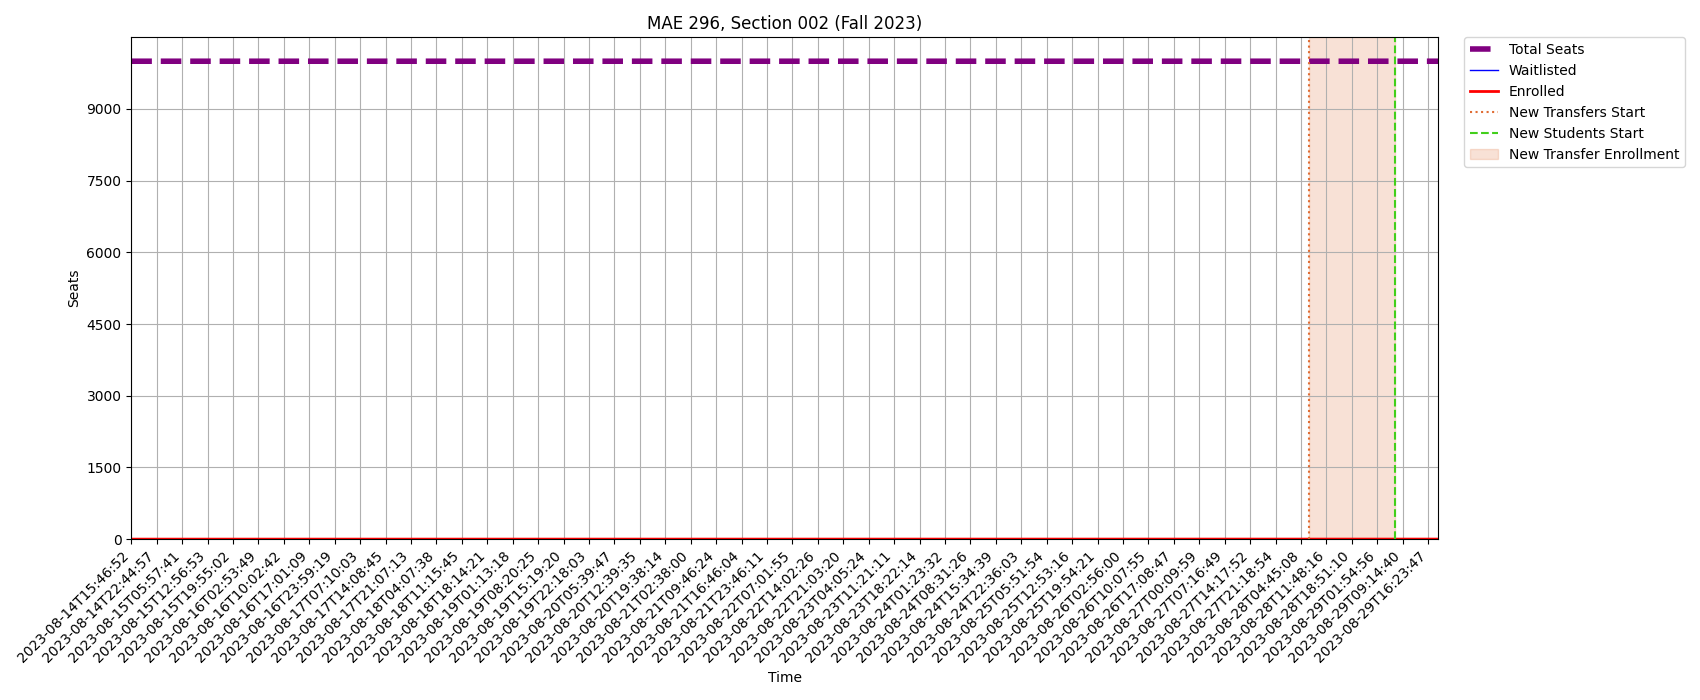 MAE 296, Section 002 (Fall 2023)
Total Seats
Waitlisted
Enrolled
New Transfers Start
New Students Start
New Transfer Enrollment
Seats
9000
7500
6000
4500
3000
1500
0
2023-08-14T15:46:52
2023-08-14T22:44:57
2023-08-15T05:57:41
2023-08-15T12:56:53
2023-08-15T19:55:02
2023-08-16T02:53:49
2023-08-16T10:02:42
2023-08-16T17:01:09
2023-08-16T23:59:19
2023-08-17T07:10:03
2023-08-17T14:08:45
2023-08-17T21:07:13
2023-08-18T04:07:38
2023-08-18T11:15:45
2023-08-18T18:14:21
2023-08-19T01:13:18
2023-08-19T08:20:25
2023-08-19T15:19:20
2023-08-19T22:18:03
2023-08-20T05:39:47
2023-08-20T12:39:35
2023-08-20T19:38:14
2023-08-21T02:38:00
2023-08-21T09:46:24
2023-08-21T16:46:04
2023-08-21T23:46:11
2023-08-22T07:01:55
2023-08-22T14:02:26
2023-08-22T21:03:20
2023-08-23T04:05:24
2023-08-23T11:21:11
2023-08-23T18:22:14
2023-08-24T01:23:32
2023-08-24T08:31:26
2023-08-24T15:34:39
2023-08-24T22:36:03
2023-08-25T05:51:54
2023-08-25T12:53:16
2023-08-25T19:54:21
2023-08-26T02:56:00
2023-08-26T10:07:55
2023-08-26T17:08:47
2023-08-27T00:09:59
2023-08-27T07:16:49
2023-08-27T14:17:52
2023-08-27T21:18:54
2023-08-28T04:45:08
2023-08-28T11:48:16
2023-08-28T18:51:10
2023-08-29T01:54:56
2023-08-29T09:14:40
2023-08-29T16:23:47
Time